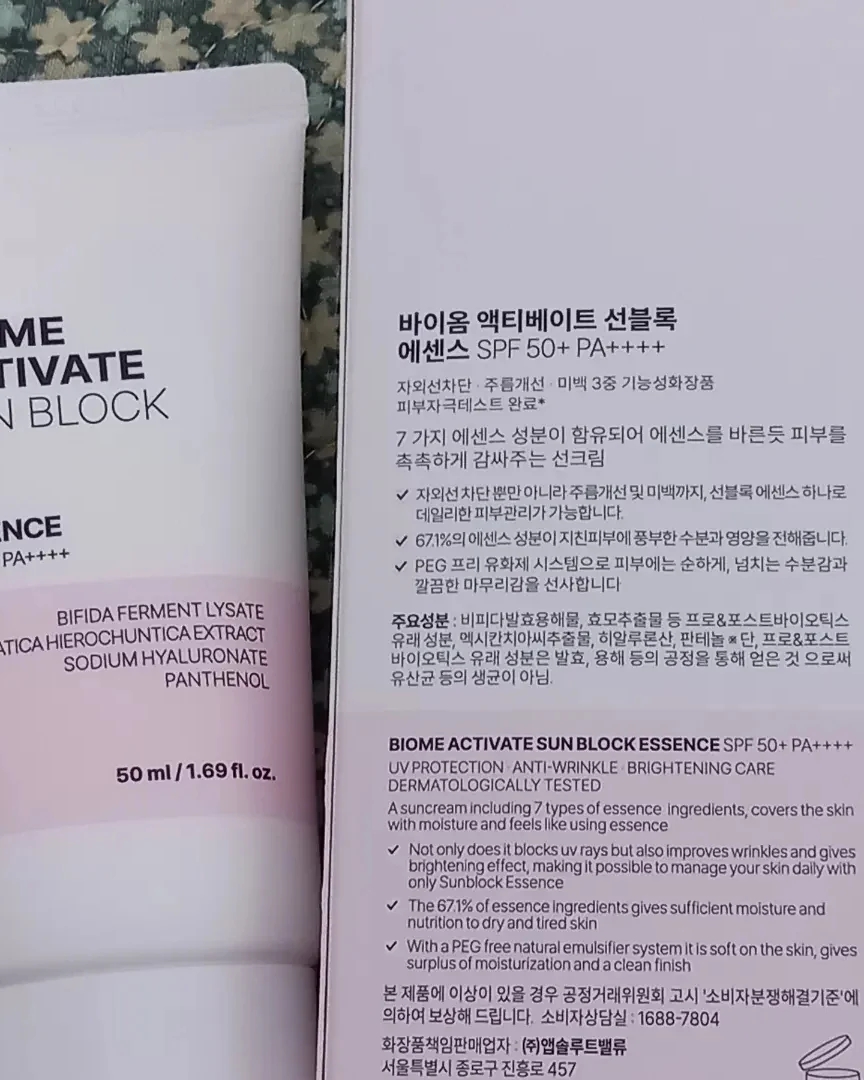 ME
TIVATE
N BLOCK
NCE
PA++++
BIFIDA FERMENT LYSATE
ATICA HIEROCHUNTICA EXTRACT
SODIUM HYALURONATE
PANTHENOL
50 ml / 1.69 fl. oz.
바이옴 액티베이트 선블록
에센스 SPF 50+ PA++++
자외선차단 · 주름개선 · 미백 3중 기능성화장품
피부자극테스트 완료*
7 가지 에센스 성분이 함유되어 에센스를 바른듯 피부를
촉촉하게 감싸주는 선크림
✓ 자외선 차단 뿐만 아니라 주름개선 및 미백까지, 선블록 에센스 하나로
데일리한 피부관리가 가능합니다.
✓ 67.1%의 에센스 성분이 지친피부에 풍부한 수분과 영양을 전해줍니다.
✓ PEG 프리 유화제 시스템으로 피부에는 순하게, 넘치는 수분감과
깔끔한 마무리감을 선사합니다
주요성분 : 비피다발효용해물, 효모추출물 등 프로&포스트바이오틱스
유래 성분, 멕시칸치아씨추출물, 히알루론산, 판테놀 ※ 단, 프로&포스트
바이오틱스 유래 성분은 발효, 용해 등의 공정을 통해 얻은 것 으로써
유산균 등의 생균이 아님.
BIOME ACTIVATE SUN BLOCK ESSENCE SPF 50+ PA++++
UV PROTECTION · ANTI-WRINKLE · BRIGHTENING CARE
DERMATOLOGICALLY TESTED
A suncream including 7 types of essence ingredients, covers the skin
with moisture and feels like using essence
✓ Not only does it blocks uv rays but also improves wrinkles and gives
brightening effect, making it possible to manage your skin daily with
only Sunblock Essence
✓ The 67.1% of essence ingredients gives sufficient moisture and
nutrition to dry and tired skin
✓ With a PEG free natural emulsifier system it is soft on the skin, gives
surplus of moisturization and a clean finish
본 제품에 이상이 있을 경우 공정거래위원회 고시 '소비자분쟁해결기준'에
의하여 보상해 드립니다. 소비자상담실 : 1688-7804
화장품책임판매업자 : (주)앱솔루트밸류
서울특별시 종로구 진흥로 457